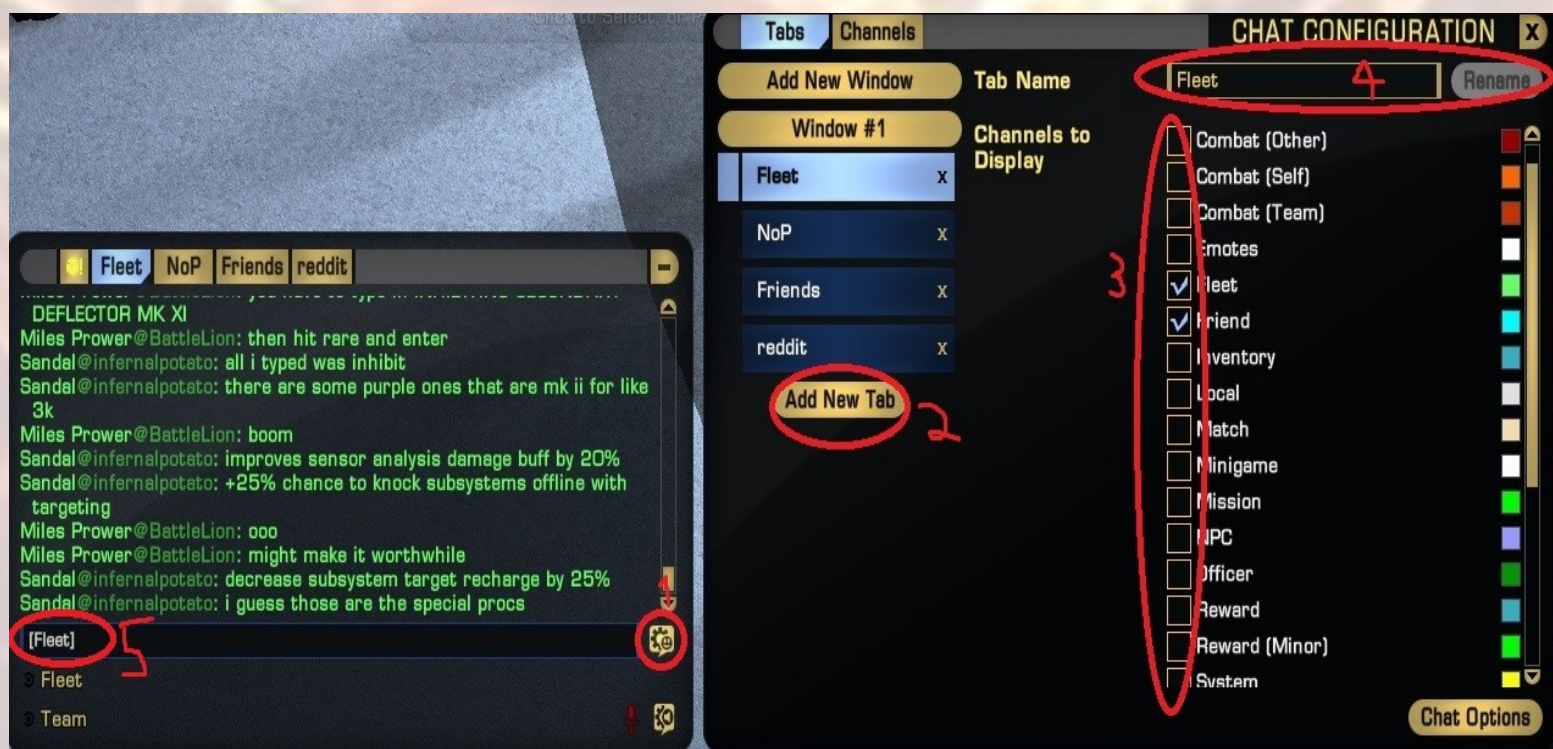 Tabs
Channels
CHAT CONFIGURATION
X
Add New Window
Tab Name
Fleet
4
Rename
Window #1
Channels to
Display
Fleet x
NoP x
Friends x
reddit x
Add New Tab
2
3
Combat (Other)
Combat (Self)
Combat (Team)
Emotes
Fleet
Friend
Inventory
Local
Match
Minigame
Mission
NPC
Officer
Reward
Reward (Minor)
System
Chat Options
Fleet NoP Friends reddit
DEFLECTOR MK XI
Miles Prower@BattleLion: then hit rare and enter
Sandal@infernalpotato: all i typed was inhibit
Sandal@infernalpotato: there are some purple ones that are mk ii for like
3k
Miles Prower@BattleLion: boom
Sandal@infernalpotato: improves sensor analysis damage buff by 20%
Sandal@infernalpotato: +25% chance to knock subsystems offline with
targeting
Miles Prower@BattleLion: ooo
Miles Prower@BattleLion: might make it worthwhile
Sandal@infernalpotato: decrease subsystem target recharge by 25%
Sandal@infernalpotato: i guess those are the special procs
1
[Fleet] 5
Fleet
Team